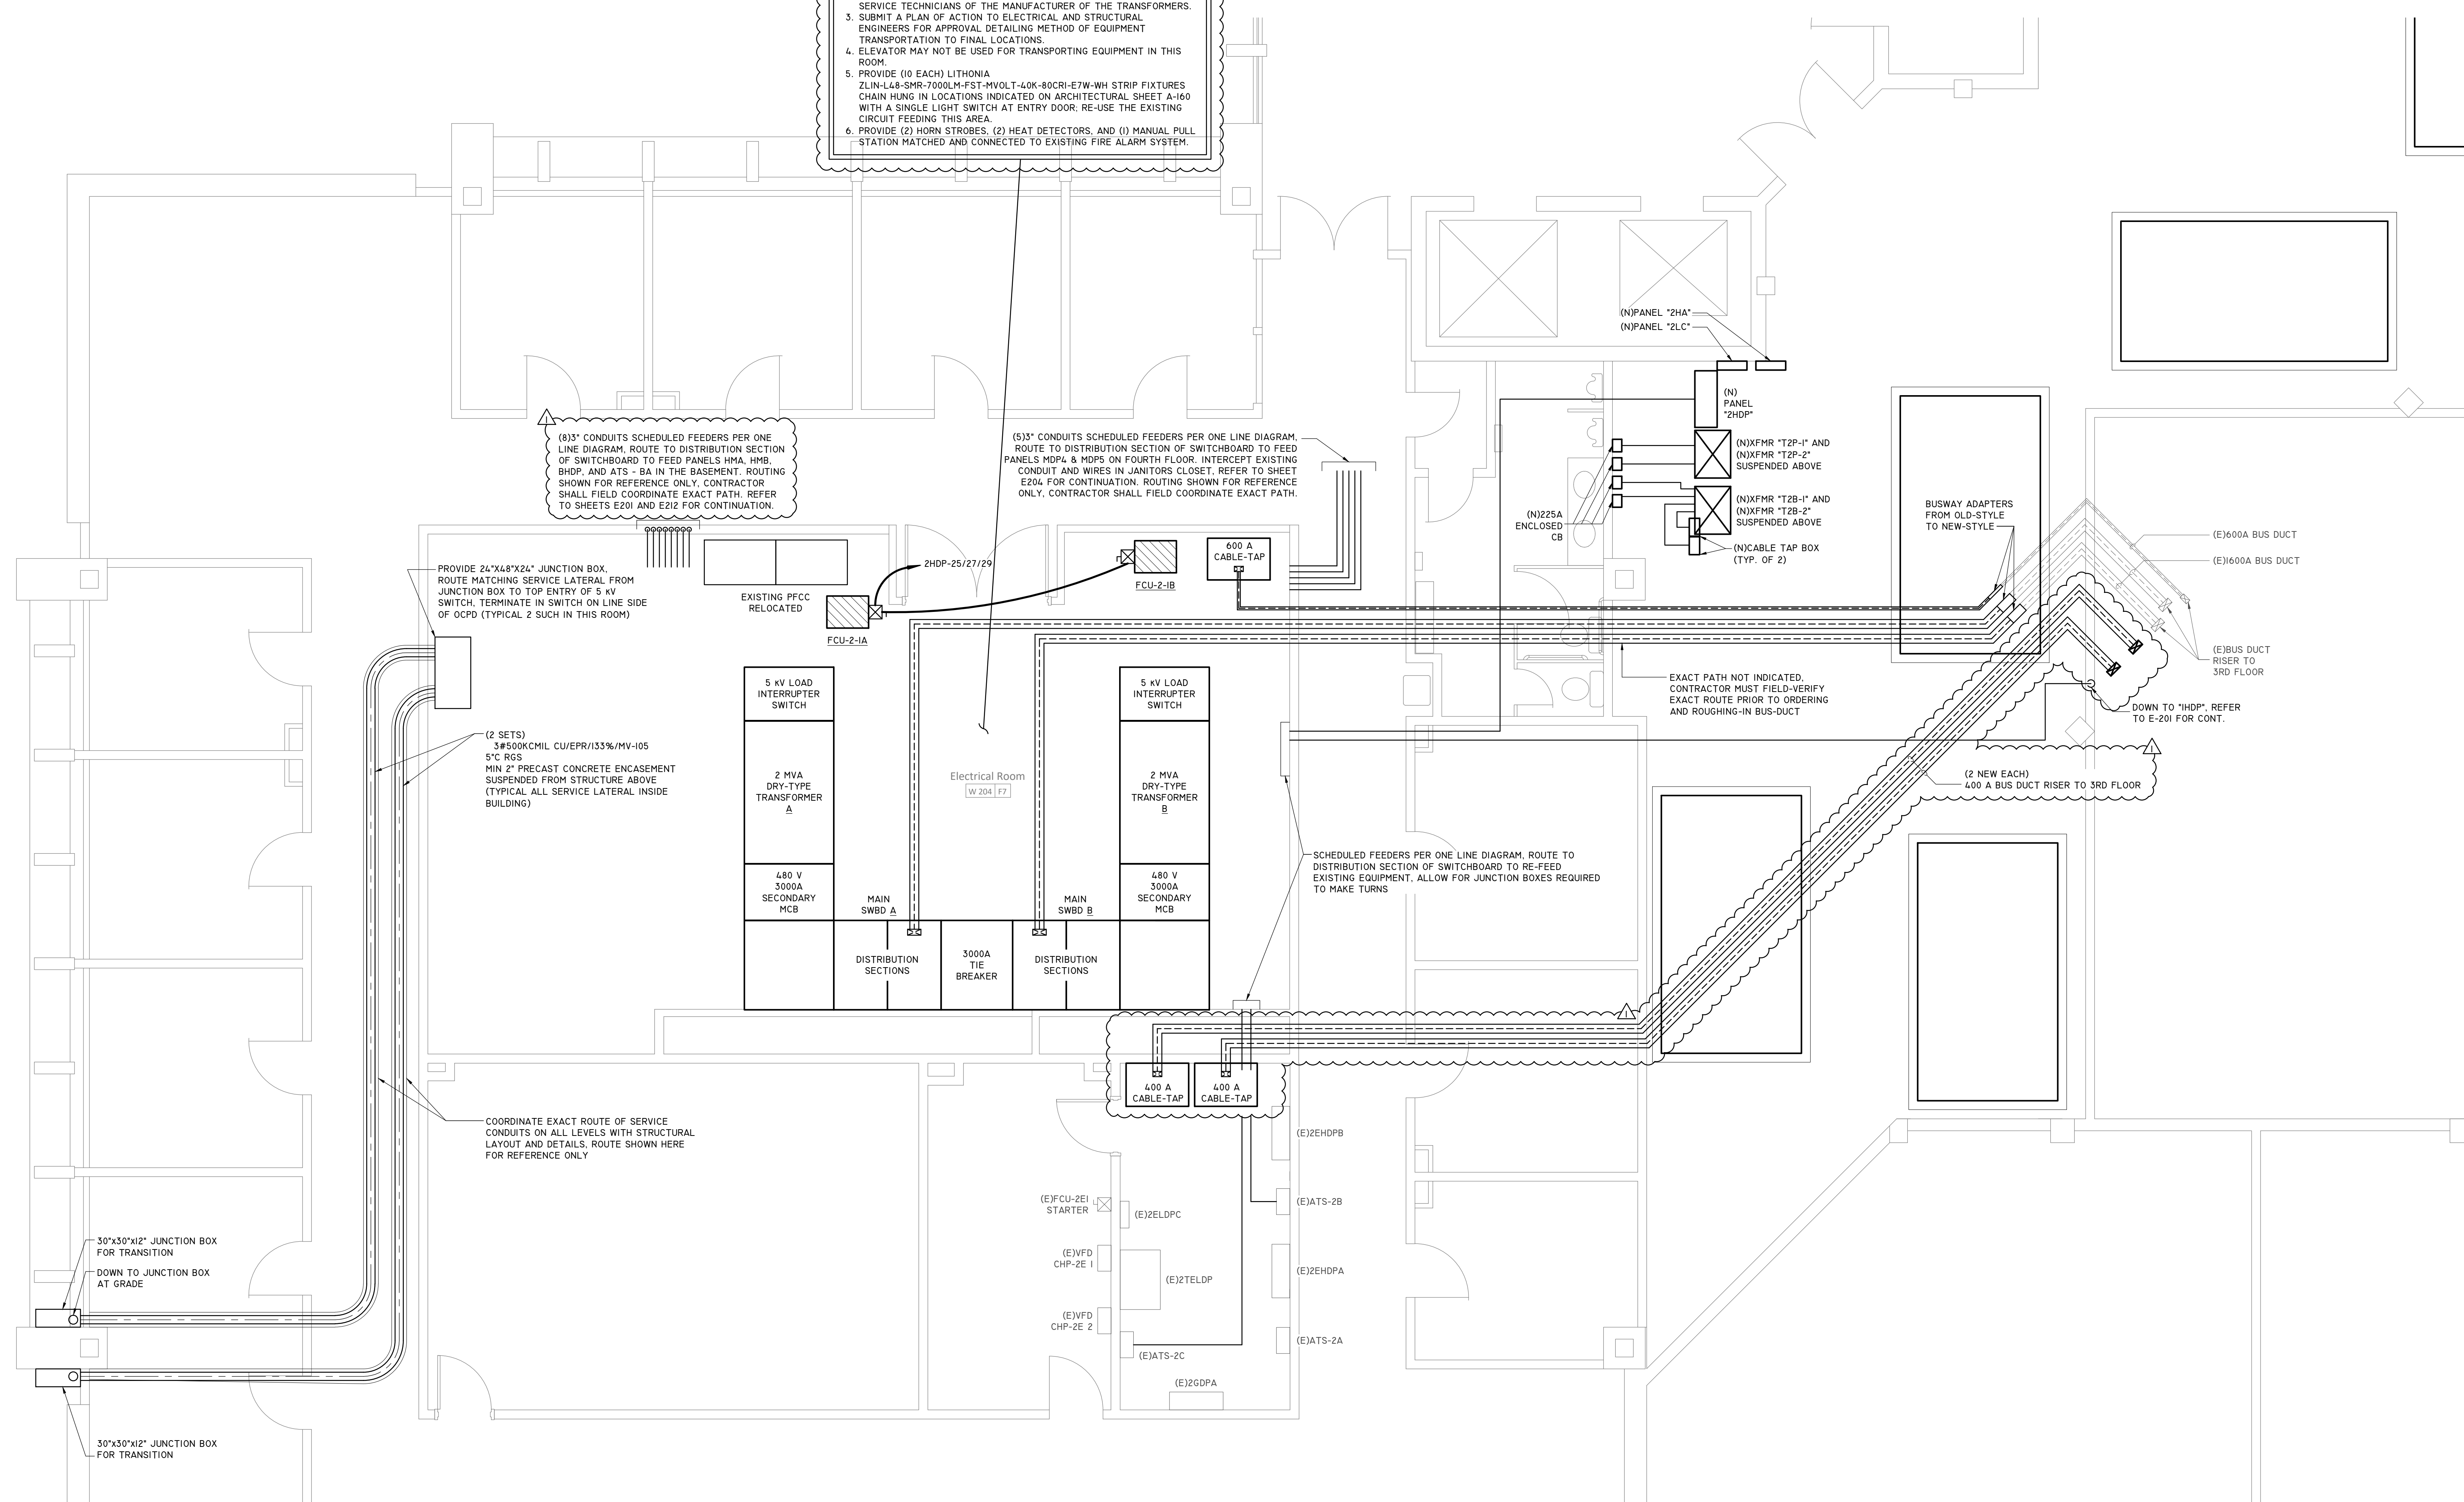 SERVICE TECHNICIANS OF THE MANUFACTURER OF THE TRANSFORMERS.
3. SUBMIT A PLAN OF ACTION TO ELECTRICAL AND STRUCTURAL
ENGINEERS FOR APPROVAL DETAILING METHOD OF EQUIPMENT
TRANSPORTATION TO FINAL LOCATIONS.
4. ELEVATOR MAY NOT BE USED FOR TRANSPORTING EQUIPMENT IN THIS
ROOM.
5. PROVIDE (10 EACH) LITHONIA
ZLIN-L48-SMR-7000LM-FST-MVOLT-40K-80CRI-E7W-WH STRIP FIXTURES
CHAIN HUNG IN LOCATIONS INDICATED ON ARCHITECTURAL SHEET A-160
WITH A SINGLE LIGHT SWITCH AT ENTRY DOOR; RE-USE THE EXISTING
CIRCUIT FEEDING THIS AREA.
6. PROVIDE (2) HORN STROBES, (2) HEAT DETECTORS, AND (1) MANUAL PULL
STATION MATCHED AND CONNECTED TO EXISTING FIRE ALARM SYSTEM.
(N)PANEL "2HA"
(N)PANEL "2LC"
(N)
PANEL
"2HDP"
1
(8)3" CONDUITS SCHEDULED FEEDERS PER ONE
LINE DIAGRAM, ROUTE TO DISTRIBUTION SECTION
OF SWITCHBOARD TO FEED PANELS HMA, HMB,
BHDP, AND ATS - BA IN THE BASEMENT. ROUTING
SHOWN FOR REFERENCE ONLY, CONTRACTOR
SHALL FIELD COORDINATE EXACT PATH. REFER
TO SHEETS E201 AND E212 FOR CONTINUATION.
(5)3" CONDUITS SCHEDULED FEEDERS PER ONE LINE DIAGRAM,
ROUTE TO DISTRIBUTION SECTION OF SWITCHBOARD TO FEED
PANELS MDP4 & MDP5 ON FOURTH FLOOR. INTERCEPT EXISTING
CONDUIT AND WIRES IN JANITORS CLOSET, REFER TO SHEET
E204 FOR CONTINUATION. ROUTING SHOWN FOR REFERENCE
ONLY, CONTRACTOR SHALL FIELD COORDINATE EXACT PATH.
(N)XFMR "T2P-1" AND
(N)XFMR "T2P-2"
SUSPENDED ABOVE
(N)XFMR "T2B-1" AND
(N)XFMR "T2B-2"
SUSPENDED ABOVE
(N)225A
ENCLOSED
CB
(N)CABLE TAP BOX
(TYP. OF 2)
BUSWAY ADAPTERS
FROM OLD-STYLE
TO NEW-STYLE
(E)600A BUS DUCT
(E)1600A BUS DUCT
(E)BUS DUCT
RISER TO
3RD FLOOR
PROVIDE 24"X48"X24" JUNCTION BOX,
ROUTE MATCHING SERVICE LATERAL FROM
JUNCTION BOX TO TOP ENTRY OF 5 kV
SWITCH, TERMINATE IN SWITCH ON LINE SIDE
OF OCPD (TYPICAL 2 SUCH IN THIS ROOM)
EXISTING PFCC
RELOCATED
FCU-2-1A
2HDP-25/27/29
FCU-2-1B
600 A
CABLE-TAP
5 kV LOAD
INTERRUPTER
SWITCH
5 kV LOAD
INTERRUPTER
SWITCH
EXACT PATH NOT INDICATED,
CONTRACTOR MUST FIELD-VERIFY
EXACT ROUTE PRIOR TO ORDERING
AND ROUGHING-IN BUS-DUCT
DOWN TO "1HDP", REFER
TO E-201 FOR CONT.
(2 SETS)
3#500KCMIL CU/EPR/133%/MV-105
5"C RGS
MIN 2" PRECAST CONCRETE ENCASEMENT
SUSPENDED FROM STRUCTURE ABOVE
(TYPICAL ALL SERVICE LATERAL INSIDE
BUILDING)
2 MVA
DRY-TYPE
TRANSFORMER
A
Electrical Room
W 204 F7
2 MVA
DRY-TYPE
TRANSFORMER
B
1
(2 NEW EACH)
400 A BUS DUCT RISER TO 3RD FLOOR
480 V
3000A
SECONDARY
MCB
MAIN
SWBD A
MAIN
SWBD B
480 V
3000A
SECONDARY
MCB
SCHEDULED FEEDERS PER ONE LINE DIAGRAM, ROUTE TO
DISTRIBUTION SECTION OF SWITCHBOARD TO RE-FEED
EXISTING EQUIPMENT, ALLOW FOR JUNCTION BOXES REQUIRED
TO MAKE TURNS
DISTRIBUTION
SECTIONS
3000A
TIE
BREAKER
DISTRIBUTION
SECTIONS
1
400 A
CABLE-TAP
400 A
CABLE-TAP
COORDINATE EXACT ROUTE OF SERVICE
CONDUITS ON ALL LEVELS WITH STRUCTURAL
LAYOUT AND DETAILS, ROUTE SHOWN HERE
FOR REFERENCE ONLY
(E)2EHDPB
(E)FCU-2E1
STARTER
(E)2ELDPC
(E)ATS-2B
(E)VFD
CHP-2E 1
(E)2TELDP
(E)2EHDPA
(E)VFD
CHP-2E 2
(E)ATS-2C
(E)ATS-2A
(E)2GDPA
30"x30"x12" JUNCTION BOX
FOR TRANSITION
DOWN TO JUNCTION BOX
AT GRADE
30"x30"x12" JUNCTION BOX
FOR TRANSITION